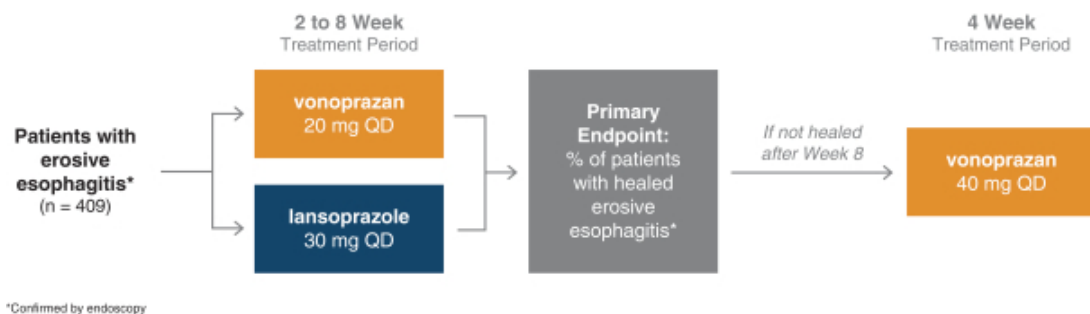 2 to 8 Week
Treatment Period
4 Week
Treatment Period
Patients with
erosive
esophagitis*
(n = 409)
vonoprazan
20 mg QD
lansoprazole
30 mg QD
Primary
Endpoint:
% of patients
with healed
erosive
esophagitis*
If not healed
after Week 8
vonoprazan
40 mg QD
*Confirmed by endoscopy